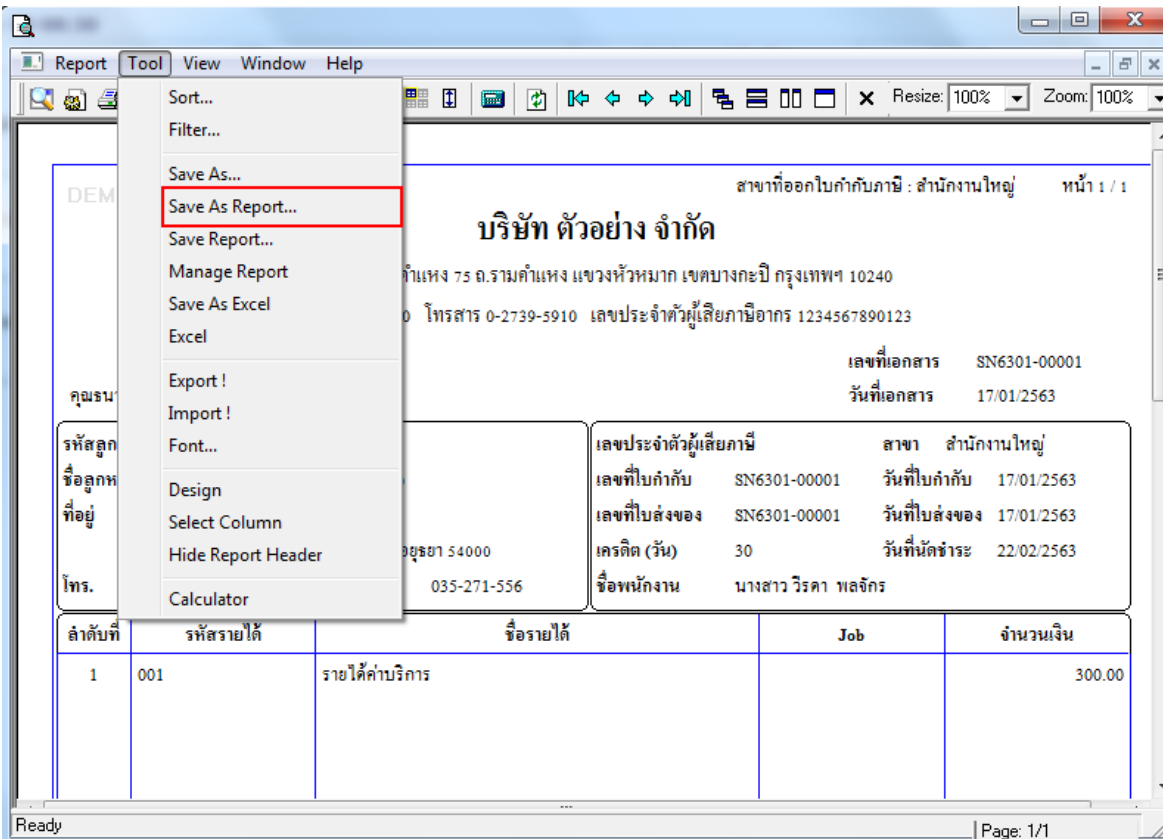 Report Tool View Window Help
Resize: 100% Zoom: 100%
Sort...
Filter...
Save As...
Save As Report...
Save Report...
Manage Report
Save As Excel
Excel
Export !
Import !
Font...
Design
Select Column
Hide Report Header
Calculator
DEM
สาขาที่ออกใบกำกับภาษี : สำนักงานใหญ่ หน้า 1 / 1
บริษัท ตัวอย่าง จำกัด
คำแหง 75 ถ.รามคำแหง แขวงหัวหมาก เขตบางกะปิ กรุงเทพฯ 10240
0 โทรสาร 0-2739-5910 เลขประจำตัวผู้เสียภาษีอากร 1234567890123
เลขที่เอกสาร SN6301-00001
คุณธนา วันที่เอกสาร 17/01/2563
รหัสลูก เลขประจำตัวผู้เสียภาษี สาขา สำนักงานใหญ่
ชื่อลูกห เลขที่ใบกำกับ SN6301-00001 วันที่ใบกำกับ 17/01/2563
ที่อยู่ เลขที่ใบส่งของ SN6301-00001 วันที่ใบส่งของ 17/01/2563
อยุธยา 54000 เครดิต (วัน) 30 วันที่นัดชำระ 22/02/2563
โทร. 035-271-556 ชื่อพนักงาน นางสาว วิรดา พลจักร
ลำดับที่ รหัสรายได้ ชื่อรายได้ Job จำนวนเงิน
1 001 รายได้ค่าบริการ 300.00
Ready Page: 1/1